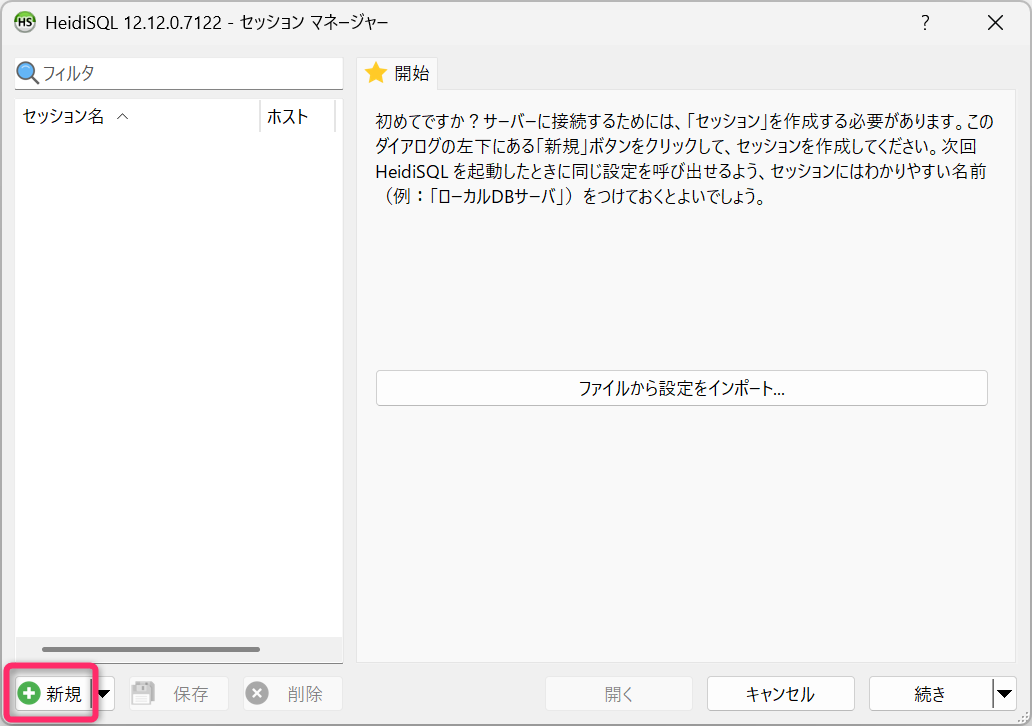 HS HeidiSQL 12.12.0.7122 - セッション マネージャー ?
フィルタ
開始
セッション名 ホスト
初めてですか？サーバーに接続するためには、「セッション」を作成する必要があります。この
ダイアログの左下にある「新規」ボタンをクリックして、セッションを作成してください。次回
HeidiSQL を起動したときに同じ設定を呼び出せるよう、セッションにはわかりやすい名前
（例：「ローカルDBサーバ」）をつけておくとよいでしょう。
ファイルから設定をインポート...
新規 保存 削除 開く キャンセル 続き